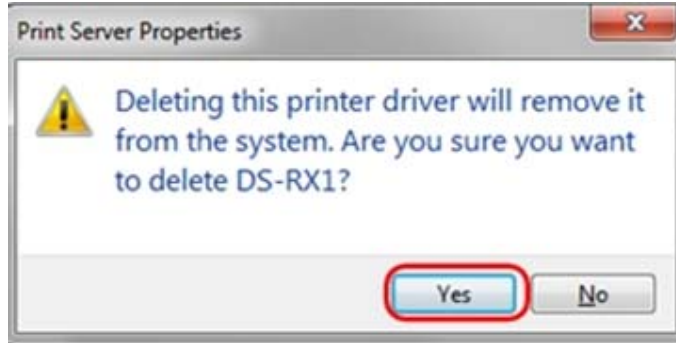 Print Server Properties
Deleting this printer driver will remove it
from the system. Are you sure you want
to delete DS-RX1?
Yes
No